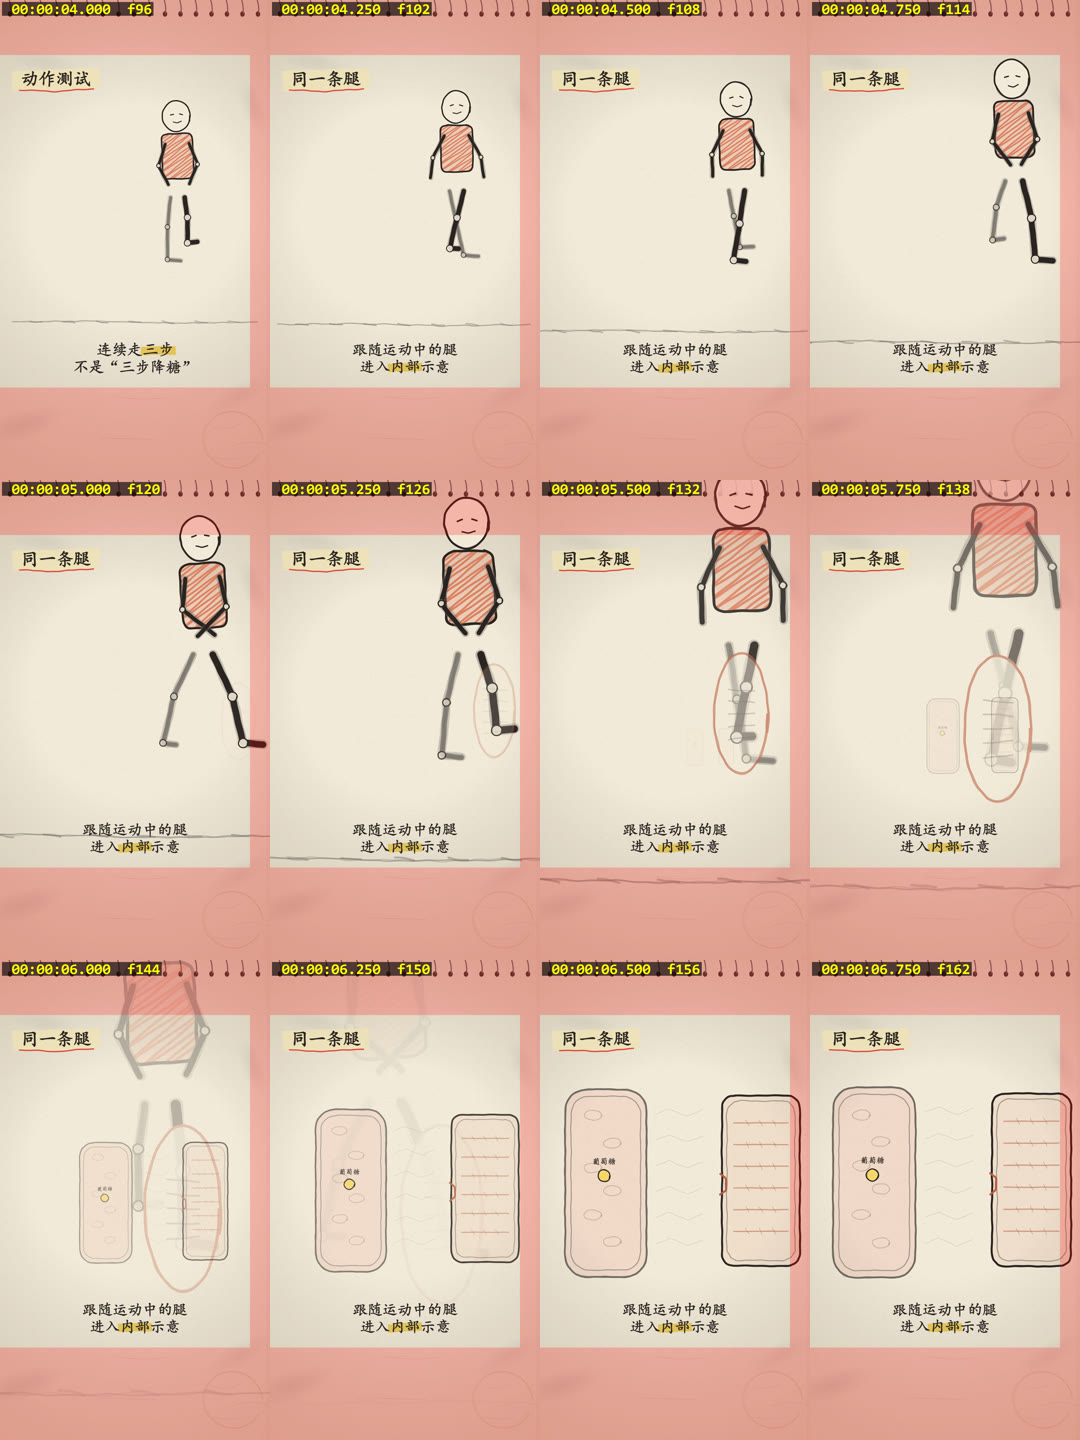 00:00:04.000 f96
动作测试
连续走三步
不是“三步降糖”
00:00:04.250 f102
同一条腿
跟随运动中的腿
进入内部示意
00:00:04.500 f108
同一条腿
跟随运动中的腿
进入内部示意
00:00:04.750 f114
同一条腿
跟随运动中的腿
进入内部示意
00:00:05.000 f120
同一条腿
跟随运动中的腿
进入内部示意
00:00:05.250 f126
同一条腿
跟随运动中的腿
进入内部示意
00:00:05.500 f132
同一条腿
跟随运动中的腿
进入内部示意
00:00:05.750 f138
同一条腿
跟随运动中的腿
进入内部示意
00:00:06.000 f144
同一条腿
葡萄糖
跟随运动中的腿
进入内部示意
00:00:06.250 f150
同一条腿
葡萄糖
跟随运动中的腿
进入内部示意
00:00:06.500 f156
同一条腿
葡萄糖
跟随运动中的腿
进入内部示意
00:00:06.750 f162
同一条腿
葡萄糖
跟随运动中的腿
进入内部示意